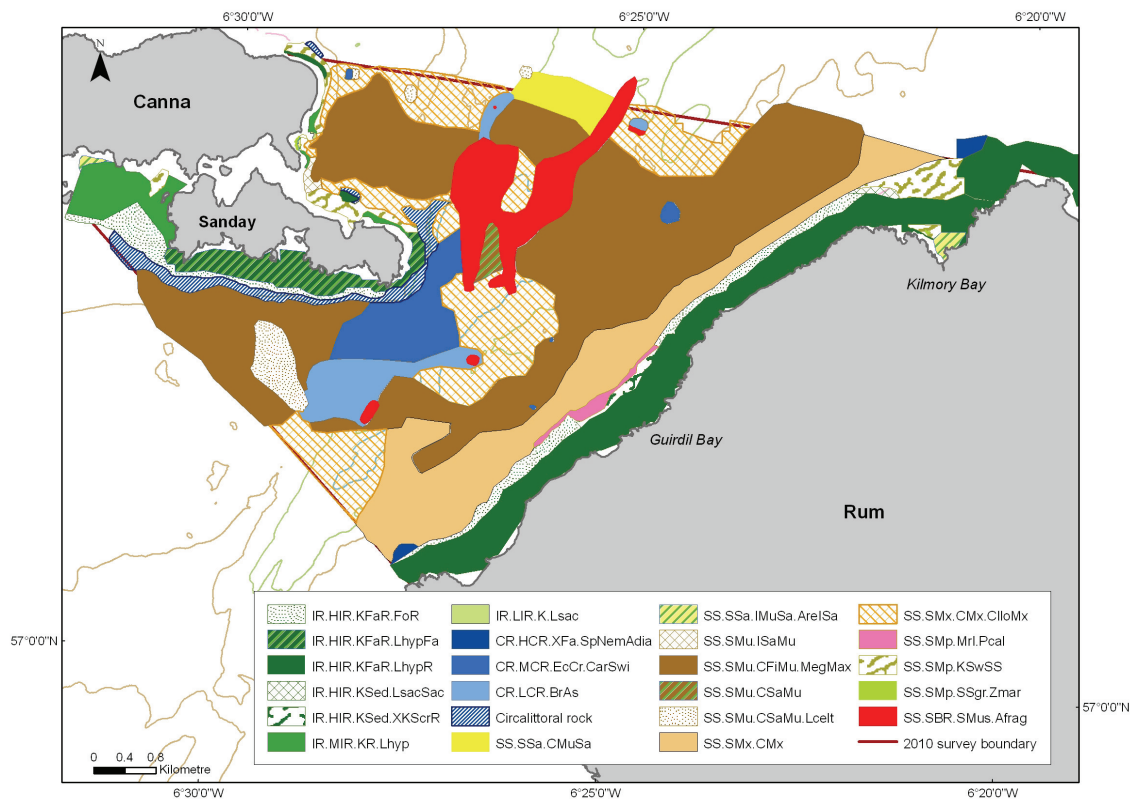 6°30'0"W 6°25'0"W 6°20'0"W
N
Canna
Sanday
Kilmory Bay
Guirdil Bay
Rum
57°0'0"N
57°0'0"N
IR.HIR.KFaR.FoR
IR.HIR.KFaR.LhypFa
IR.HIR.KFaR.LhypR
IR.HIR.KSed.LsacSac
IR.HIR.KSed.XKScrR
IR.MIR.KR.Lhyp
IR.LIR.K.Lsac
CR.HCR.XFa.SpNemAdia
CR.MCR.EcCr.CarSwi
CR.LCR.BrAs
Circalittoral rock
SS.SSa.CMuSa
SS.SSa.IMuSa.ArelSa
SS.SMu.ISaMu
SS.SMu.CFiMu.MegMax
SS.SMu.CSaMu
SS.SMu.CSaMu.Lcelt
SS.SMx.CMx
SS.SMx.CMx.ClloMx
SS.SMp.Mrl.Pcal
SS.SMp.KSwSS
SS.SMp.SSgr.Zmar
SS.SBR.SMus.Afrag
2010 survey boundary
0 0.4 0.8
Kilometre
6°30'0"W 6°25'0"W 6°20'0"W